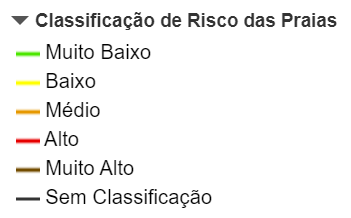 Classificação de Risco das Praias
Muito Baixo
Baixo
Médio
Alto
Muito Alto
Sem Classificação